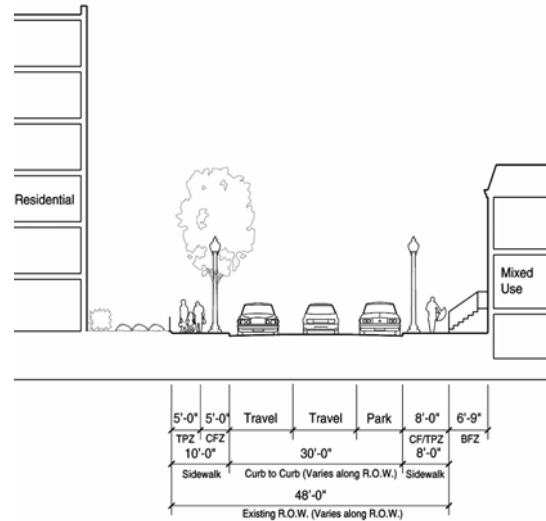 Residential
Mixed
Use
5'-0" 5'-0" Travel Travel Park 8'-0" 6'-9"
TPZ CFZ CF/TPZ BFZ
10'-0" 30'-0" 8'-0"
Sidewalk Curb to Curb (Varies along R.O.W.) Sidewalk
48'-0"
Existing R.O.W. (Varies along R.O.W.)